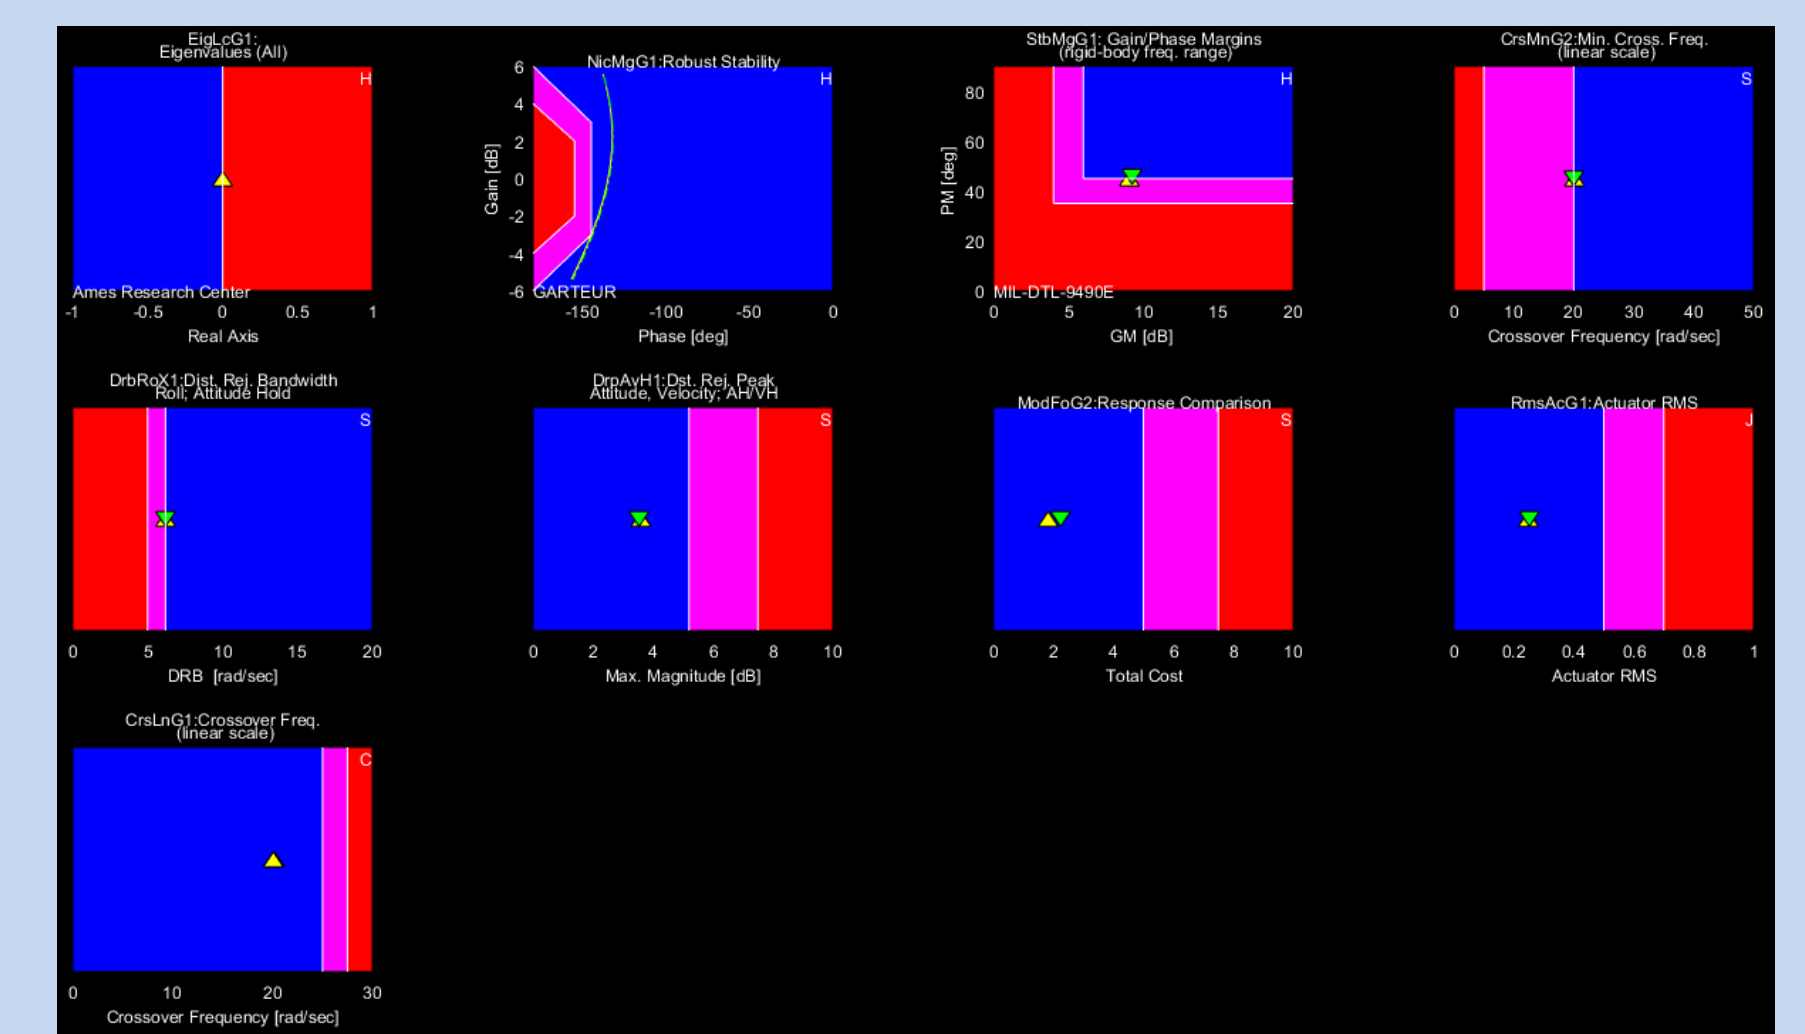 EigLcG1:
Eigenvalues (All)
H
Ames Research Center
-1 -0.5 0 0.5 1
Real Axis
NicMgG1:Robust Stability
H
6
4
2
0
-2
-4
-6
Gain [dB]
GARTEUR
-150 -100 -50 0
Phase [deg]
StbMgG1: Gain/Phase Margins
(rigid-body freq. range)
H
80
60
40
20
0
PM [deg]
MIL-DTL-9490E
0 5 10 15 20
GM [dB]
CrsMnG2:Min. Cross. Freq.
(linear scale)
S
0 10 20 30 40 50
Crossover Frequency [rad/sec]
DrbRoX1:Dist. Rej. Bandwidth
Roll; Attitude Hold
S
0 5 10 15 20
DRB [rad/sec]
DrpAvH1:Dst. Rej. Peak
Attitude, Velocity; AH/VH
S
0 2 4 6 8 10
Max. Magnitude [dB]
ModFoG2:Response Comparison
S
0 2 4 6 8 10
Total Cost
RmsAcG1:Actuator RMS
J
0 0.2 0.4 0.6 0.8 1
Actuator RMS
CrsLnG1:Crossover Freq.
(linear scale)
C
0 10 20 30
Crossover Frequency [rad/sec]